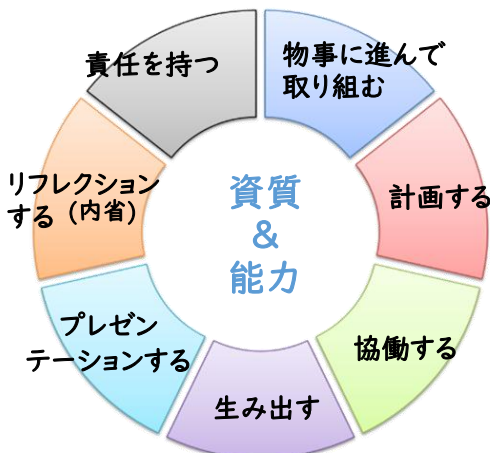 資質
&
能力
物事に進んで
取り組む
計画する
協働する
生み出す
プレゼン
テーションする
リフレクション
する（内省）
責任を持つ